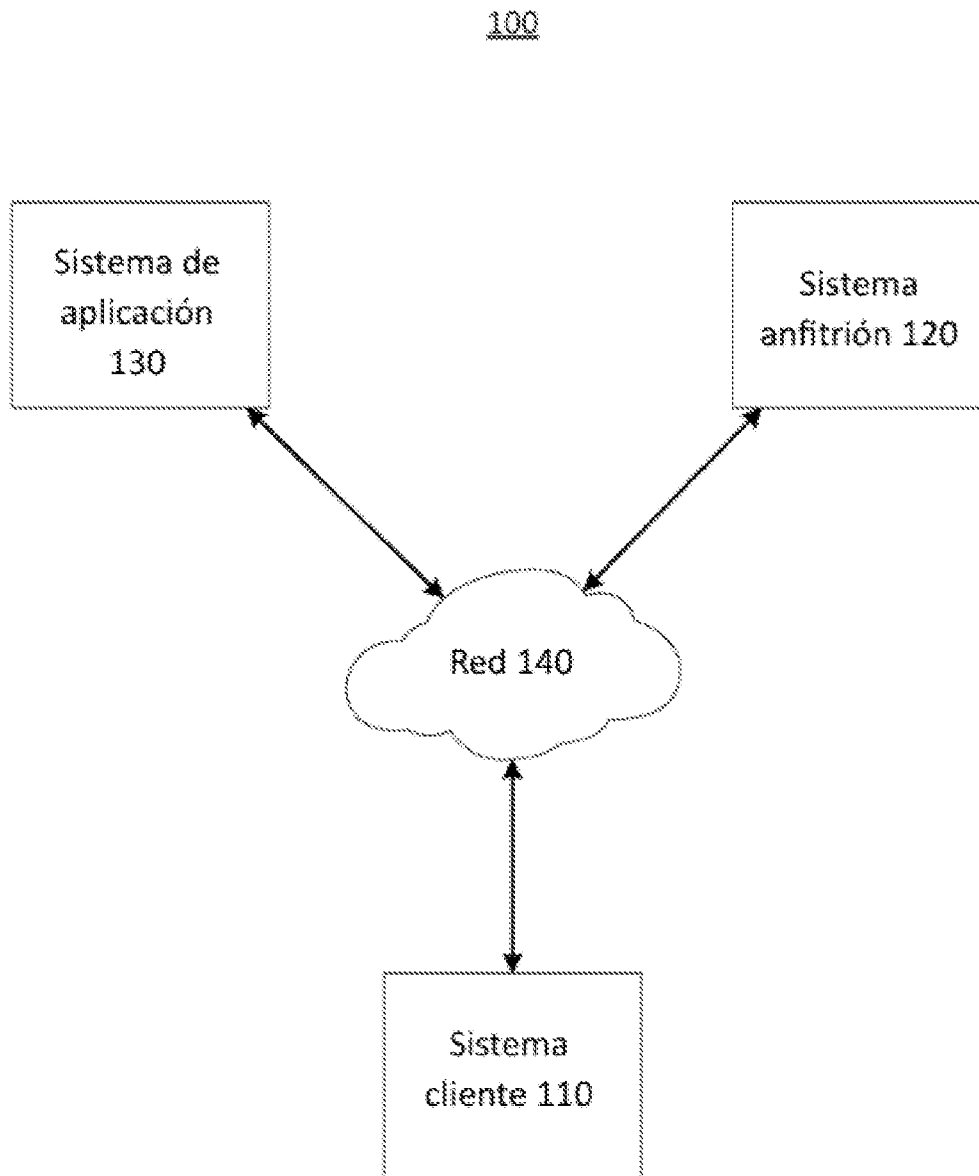 100
Sistema de
aplicación
130
Sistema
anfitrión 120
Red 140
Sistema
cliente 110